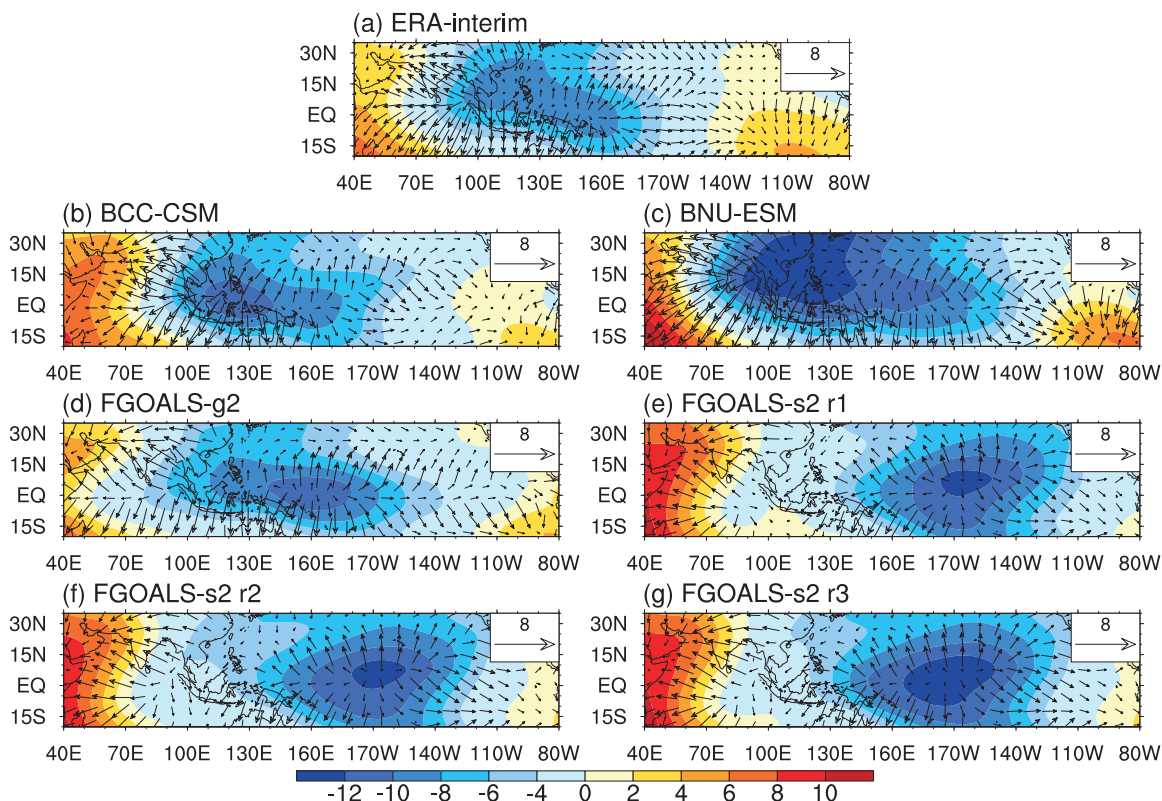 (a) ERA-interim
30N
15N
EQ
15S
8
40E 70E 100E 130E 160E 170W 140W 110W 80W
(b) BCC-CSM
30N
15N
EQ
15S
8
40E 70E 100E 130E 160E 170W 140W 110W 80W
(c) BNU-ESM
30N
15N
EQ
15S
8
40E 70E 100E 130E 160E 170W 140W 110W 80W
(d) FGOALS-g2
30N
15N
EQ
15S
8
40E 70E 100E 130E 160E 170W 140W 110W 80W
(e) FGOALS-s2 r1
30N
15N
EQ
15S
8
40E 70E 100E 130E 160E 170W 140W 110W 80W
(f) FGOALS-s2 r2
30N
15N
EQ
15S
8
40E 70E 100E 130E 160E 170W 140W 110W 80W
(g) FGOALS-s2 r3
30N
15N
EQ
15S
8
40E 70E 100E 130E 160E 170W 140W 110W 80W
-12 -10 -8 -6 -4 0 2 4 6 8 10